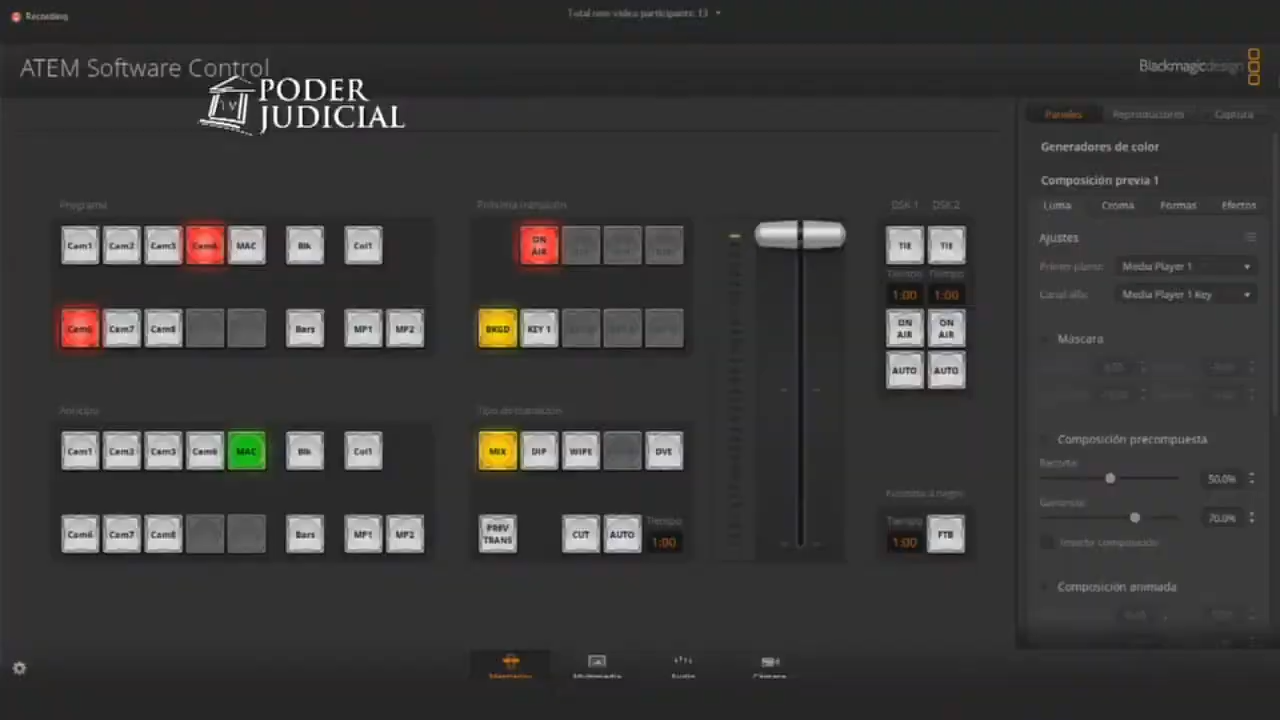 Recording
Total non video participants: 13
ATEM Software Control
Blackmagicdesign
TV
PODER
JUDICIAL
Paneles Reproductores Captura
Generadores de color
Composición previa 1
Luma Croma Formas Efectos
Ajustes
Primer plano: Media Player 1
Canal alfa: Media Player 1 Key
Máscara
Composición precompuesta
Recorte:
50.0%
Ganancia:
70.0%
Invertir composición
Composición animada
Programa
Cam1 Cam2 Cam3 Cam4 MAC Blk Col1
Cam6 Cam7 Cam8 Bars MP1 MP2
Próxima transición
ON AIR
BKGD KEY 1
DSK 1 DSK 2
TIE TIE
Tiempo Tiempo
1:00 1:00
ON AIR ON AIR
AUTO AUTO
Anticipo
Cam1 Cam2 Cam3 MAC Blk Col1
Cam6 Cam7 Cam8 Bars MP1 MP2
Tipo de transición
MIX DIP WIPE DVE
PREV TRANS CUT AUTO Tiempo 1:00
Fundido a negro
Tiempo
1:00 FTB
Multimedia Audio Cámaras